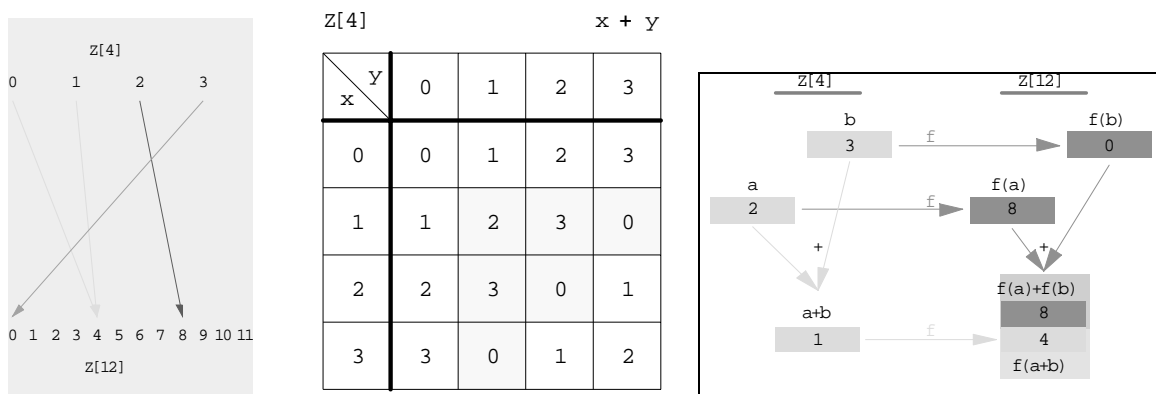 Z[4]
0 1 2 3
0 1 2 3 4 5 6 7 8 9 10 11
Z[12]
Z[4] x + y
x y 0 1 2 3
0 0 1 2 3
1 1 2 3 0
2 2 3 0 1
3 3 0 1 2
Z[4] Z[12]
b f(b)
3 f 0
a f(a)
2 f 8
+ +
f(a)+f(b)
a+b 8
1 f 4
f(a+b)